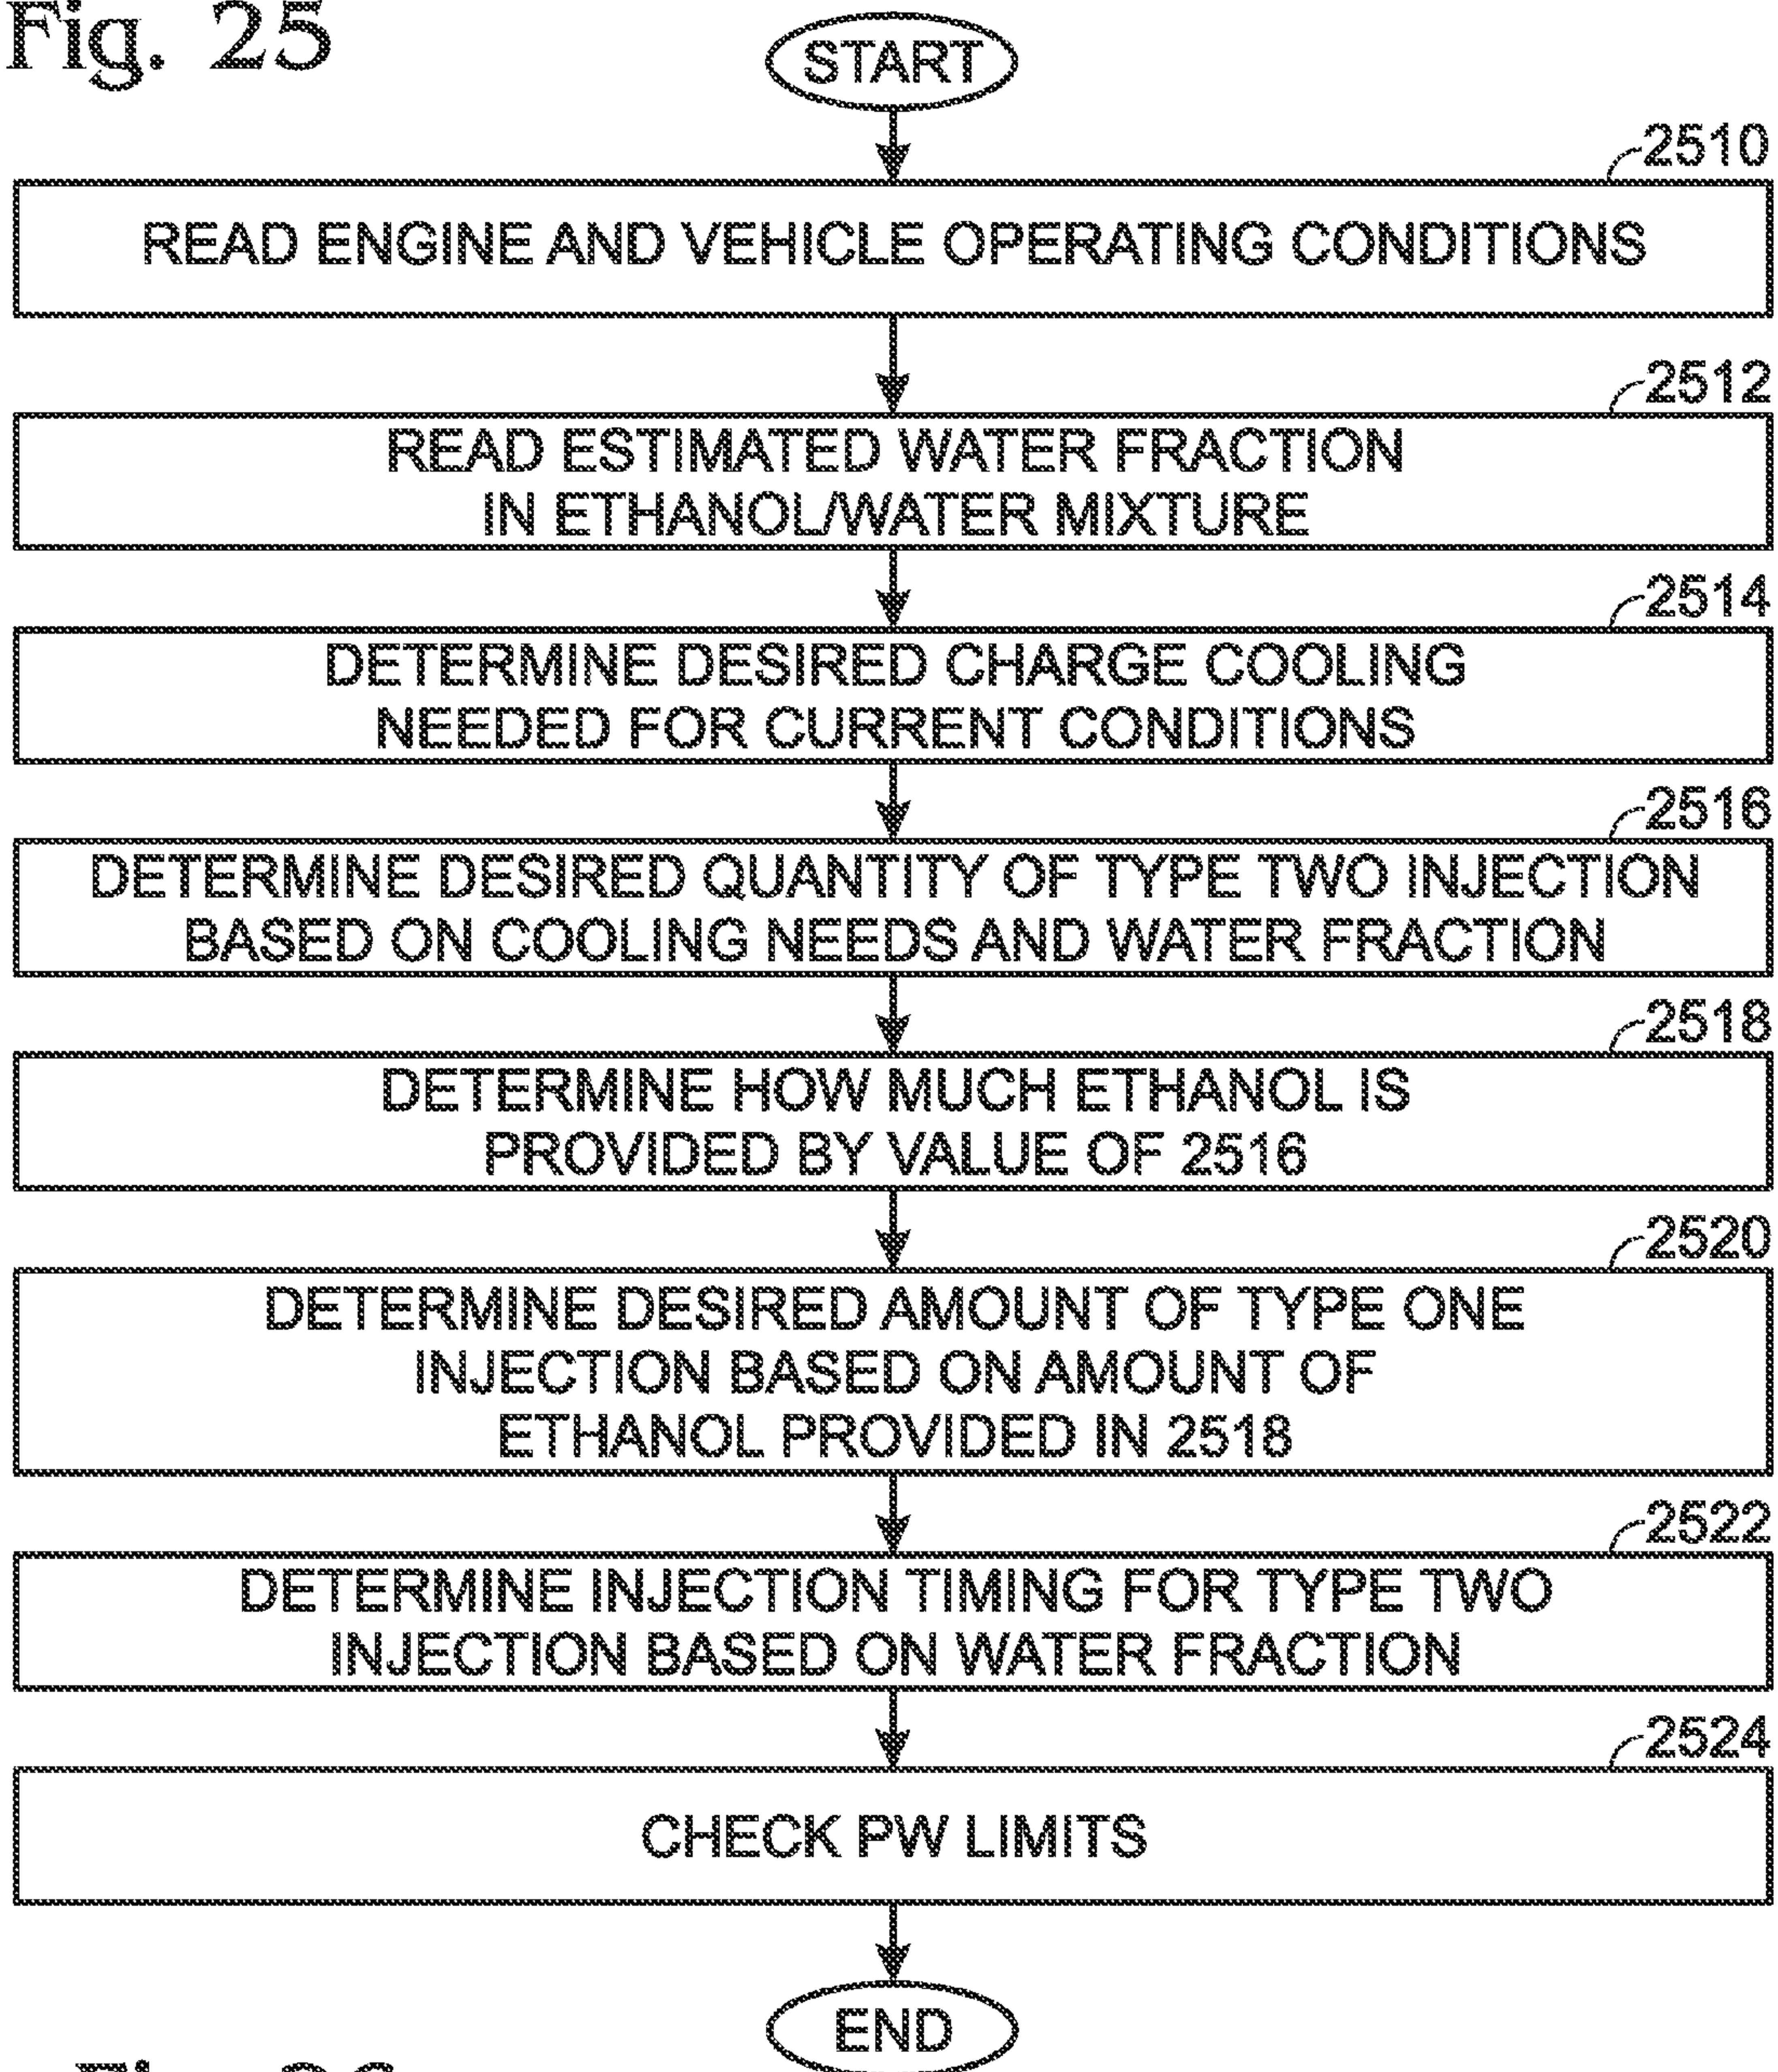 Fig. 25
START
2510
READ ENGINE AND VEHICLE OPERATING CONDITIONS
2512
READ ESTIMATED WATER FRACTION
IN ETHANOL/WATER MIXTURE
2514
DETERMINE DESIRED CHARGE COOLING
NEEDED FOR CURRENT CONDITIONS
2516
DETERMINE DESIRED QUANTITY OF TYPE TWO INJECTION
BASED ON COOLING NEEDS AND WATER FRACTION
2518
DETERMINE HOW MUCH ETHANOL IS
PROVIDED BY VALUE OF 2516
2520
DETERMINE DESIRED AMOUNT OF TYPE ONE
INJECTION BASED ON AMOUNT OF
ETHANOL PROVIDED IN 2518
2522
DETERMINE INJECTION TIMING FOR TYPE TWO
INJECTION BASED ON WATER FRACTION
2524
CHECK PW LIMITS
END